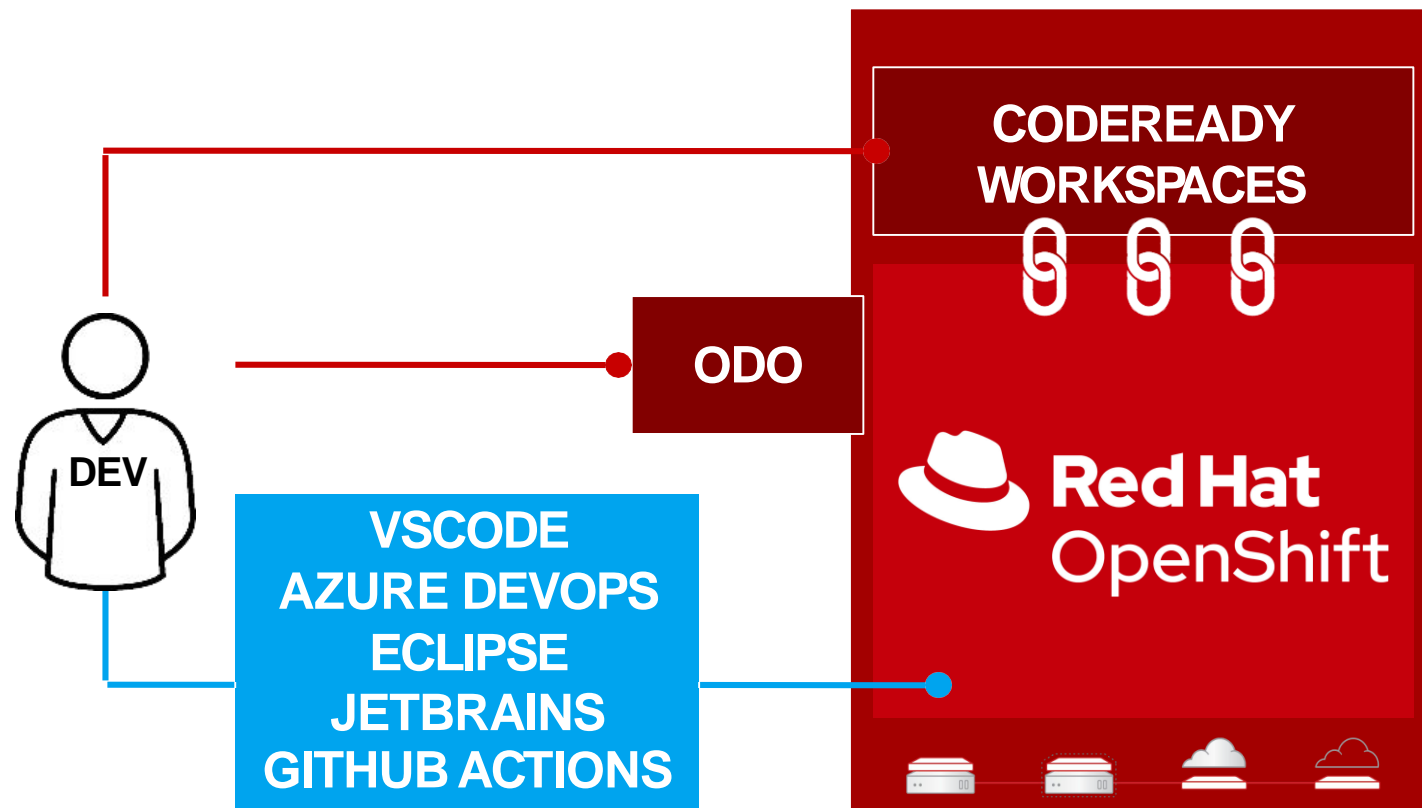 CODEREADY
WORKSPACES
ODO
DEV
Red Hat
OpenShift
VSCODE
AZURE DEVOPS
ECLIPSE
JETBRAINS
GITHUB ACTIONS